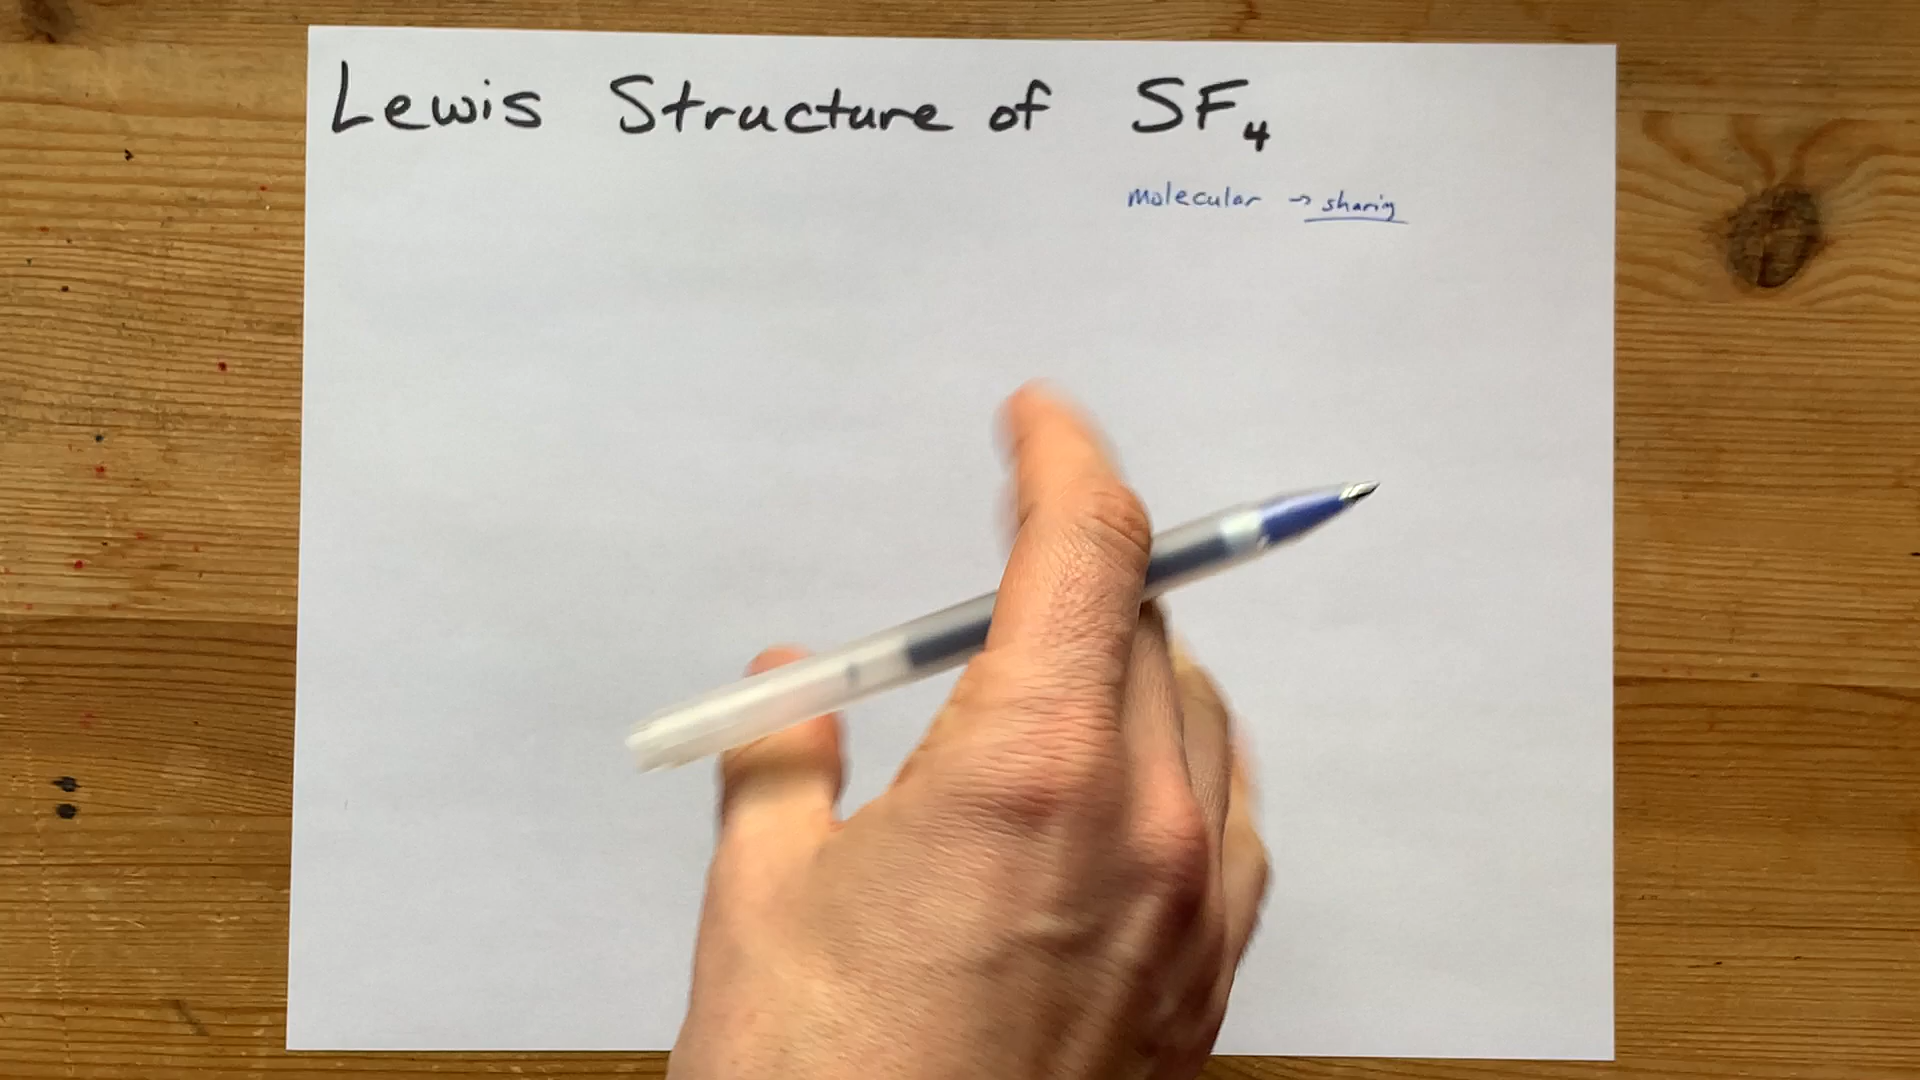 Lewis Structure of SF₄
molecular → sharing